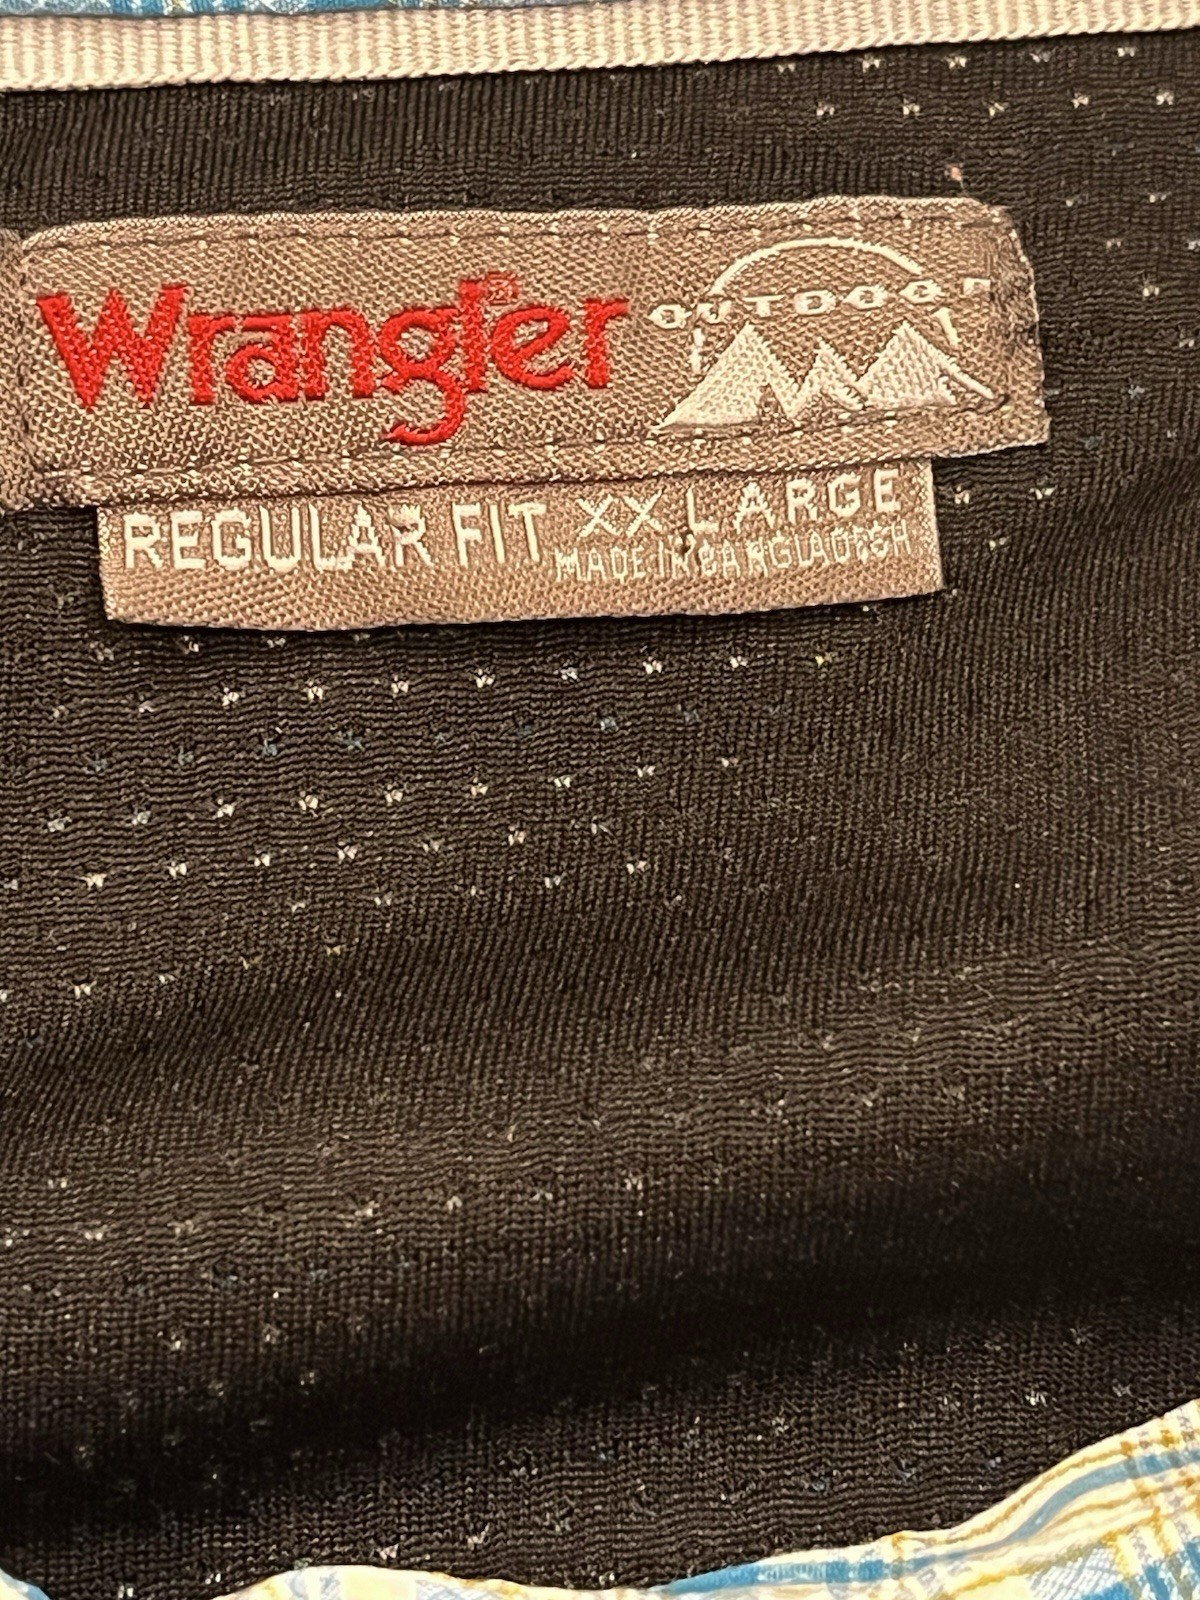 Wrangler® OUTDOOR
REGULAR FIT XX LARGE
MADE IN BANGLADESH